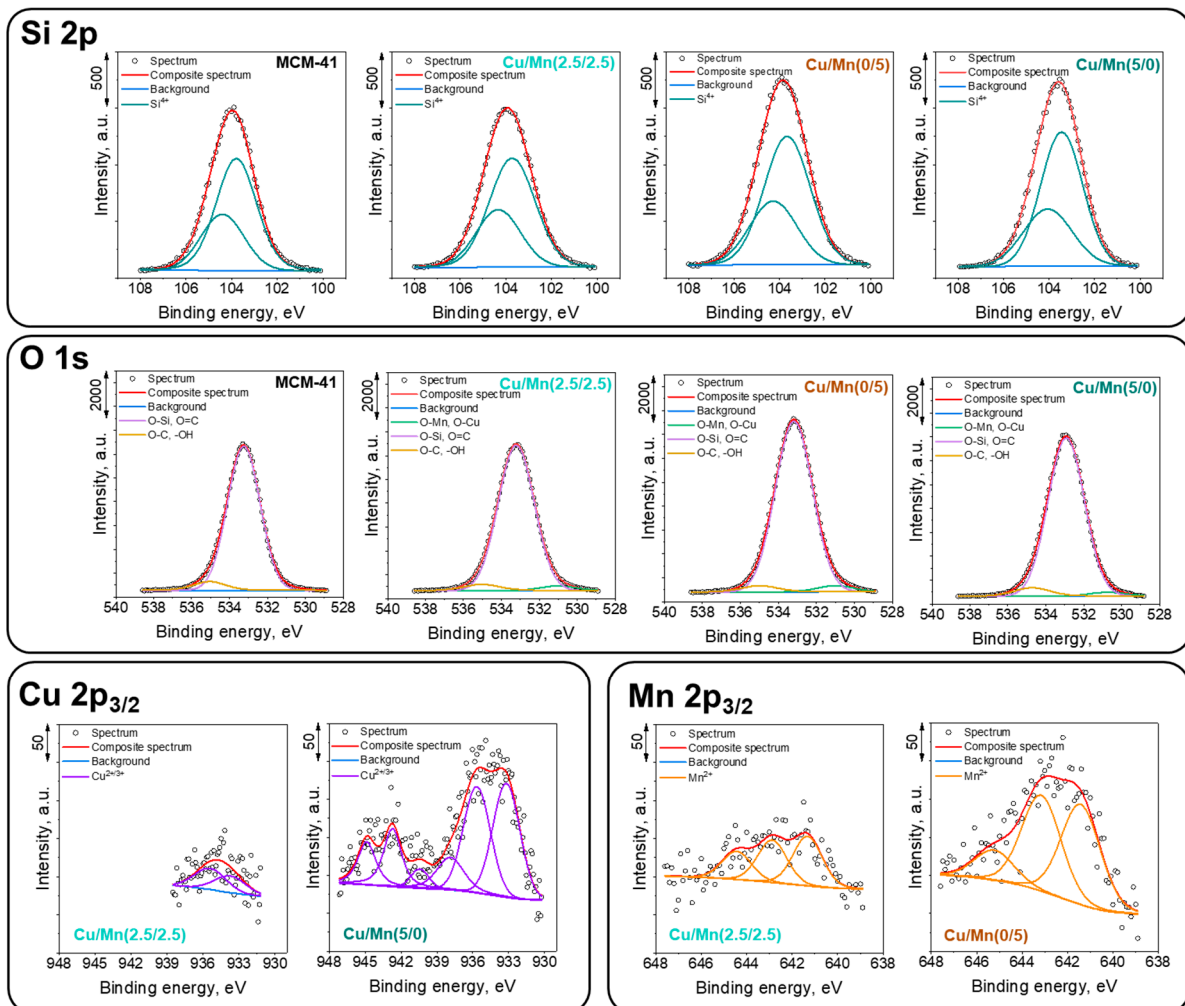 Si 2p
500
Spectrum
Composite spectrum
Background
Si4+
MCM-41
Intensity, a.u.
108 106 104 102 100
Binding energy, eV
500
Spectrum
Composite spectrum
Background
Si4+
Cu/Mn(2.5/2.5)
Intensity, a.u.
108 106 104 102 100
Binding energy, eV
500
Spectrum
Composite spectrum
Background
Si4+
Cu/Mn(0/5)
Intensity, a.u.
108 106 104 102 100
Binding energy, eV
500
Spectrum
Composite spectrum
Background
Si4+
Cu/Mn(5/0)
Intensity, a.u.
108 106 104 102 100
Binding energy, eV
O 1s
2000
Spectrum
Composite spectrum
Background
O-Si, O=C
O-C, -OH
MCM-41
Intensity, a.u.
540 538 536 534 532 530 528
Binding energy, eV
2000
Spectrum
Composite spectrum
Background
O-Mn, O-Cu
O-Si, O=C
O-C, -OH
Cu/Mn(2.5/2.5)
Intensity, a.u.
540 538 536 534 532 530 528
Binding energy, eV
2000
Spectrum
Composite spectrum
Background
O-Mn, O-Cu
O-Si, O=C
O-C, -OH
Cu/Mn(0/5)
Intensity, a.u.
540 538 536 534 532 530 528
Binding energy, eV
2000
Spectrum
Composite spectrum
Background
O-Mn, O-Cu
O-Si, O=C
O-C, -OH
Cu/Mn(5/0)
Intensity, a.u.
540 538 536 534 532 530 528
Binding energy, eV
Cu 2p3/2
50
Spectrum
Composite spectrum
Background
Cu2+/3+
Intensity, a.u.
Cu/Mn(2.5/2.5)
948 945 942 939 936 933 930
Binding energy, eV
50
Spectrum
Composite spectrum
Background
Cu2+/3+
Intensity, a.u.
Cu/Mn(5/0)
948 945 942 939 936 933 930
Binding energy, eV
Mn 2p3/2
50
Spectrum
Composite spectrum
Background
Mn2+
Intensity, a.u.
Cu/Mn(2.5/2.5)
648 646 644 642 640 638
Binding energy, eV
50
Spectrum
Composite spectrum
Background
Mn2+
Intensity, a.u.
Cu/Mn(0/5)
648 646 644 642 640 638
Binding energy, eV